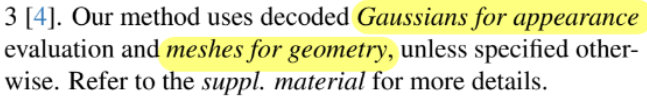 3 [4]. Our method uses decoded Gaussians for appearance
evaluation and meshes for geometry, unless specified other-
wise. Refer to the suppl. material for more details.